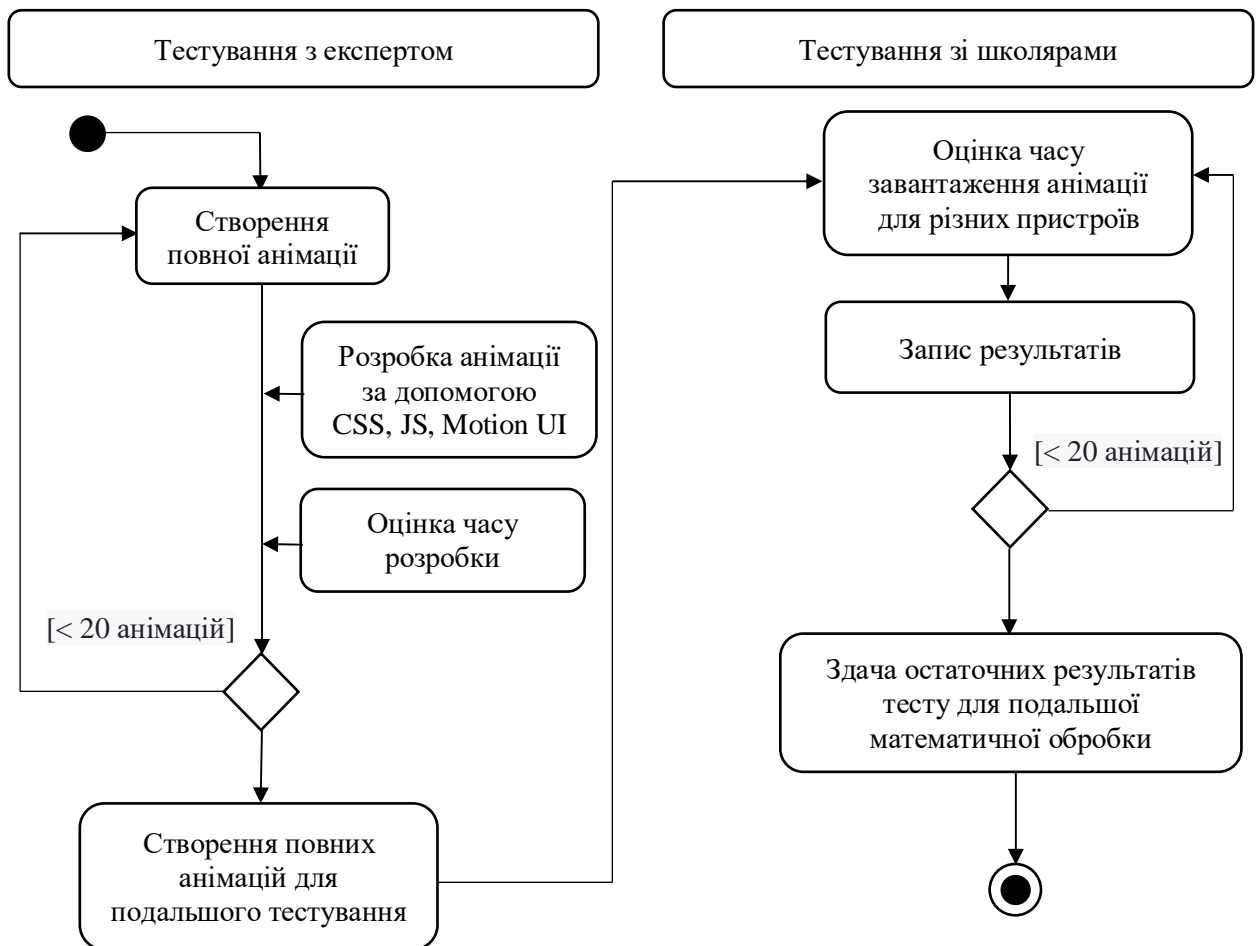 Тестування з експертом
Тестування зі школярами
Створення
повної анімації
Розробка анімації
за допомогою
CSS, JS, Motion UI
Оцінка часу
розробки
[< 20 анімацій]
Створення повних
анімацій для
подальшого тестування
Оцінка часу
завантаження анімації
для різних пристроїв
Запис результатів
[< 20 анімацій]
Здача остаточних результатів
тесту для подальшої
математичної обробки